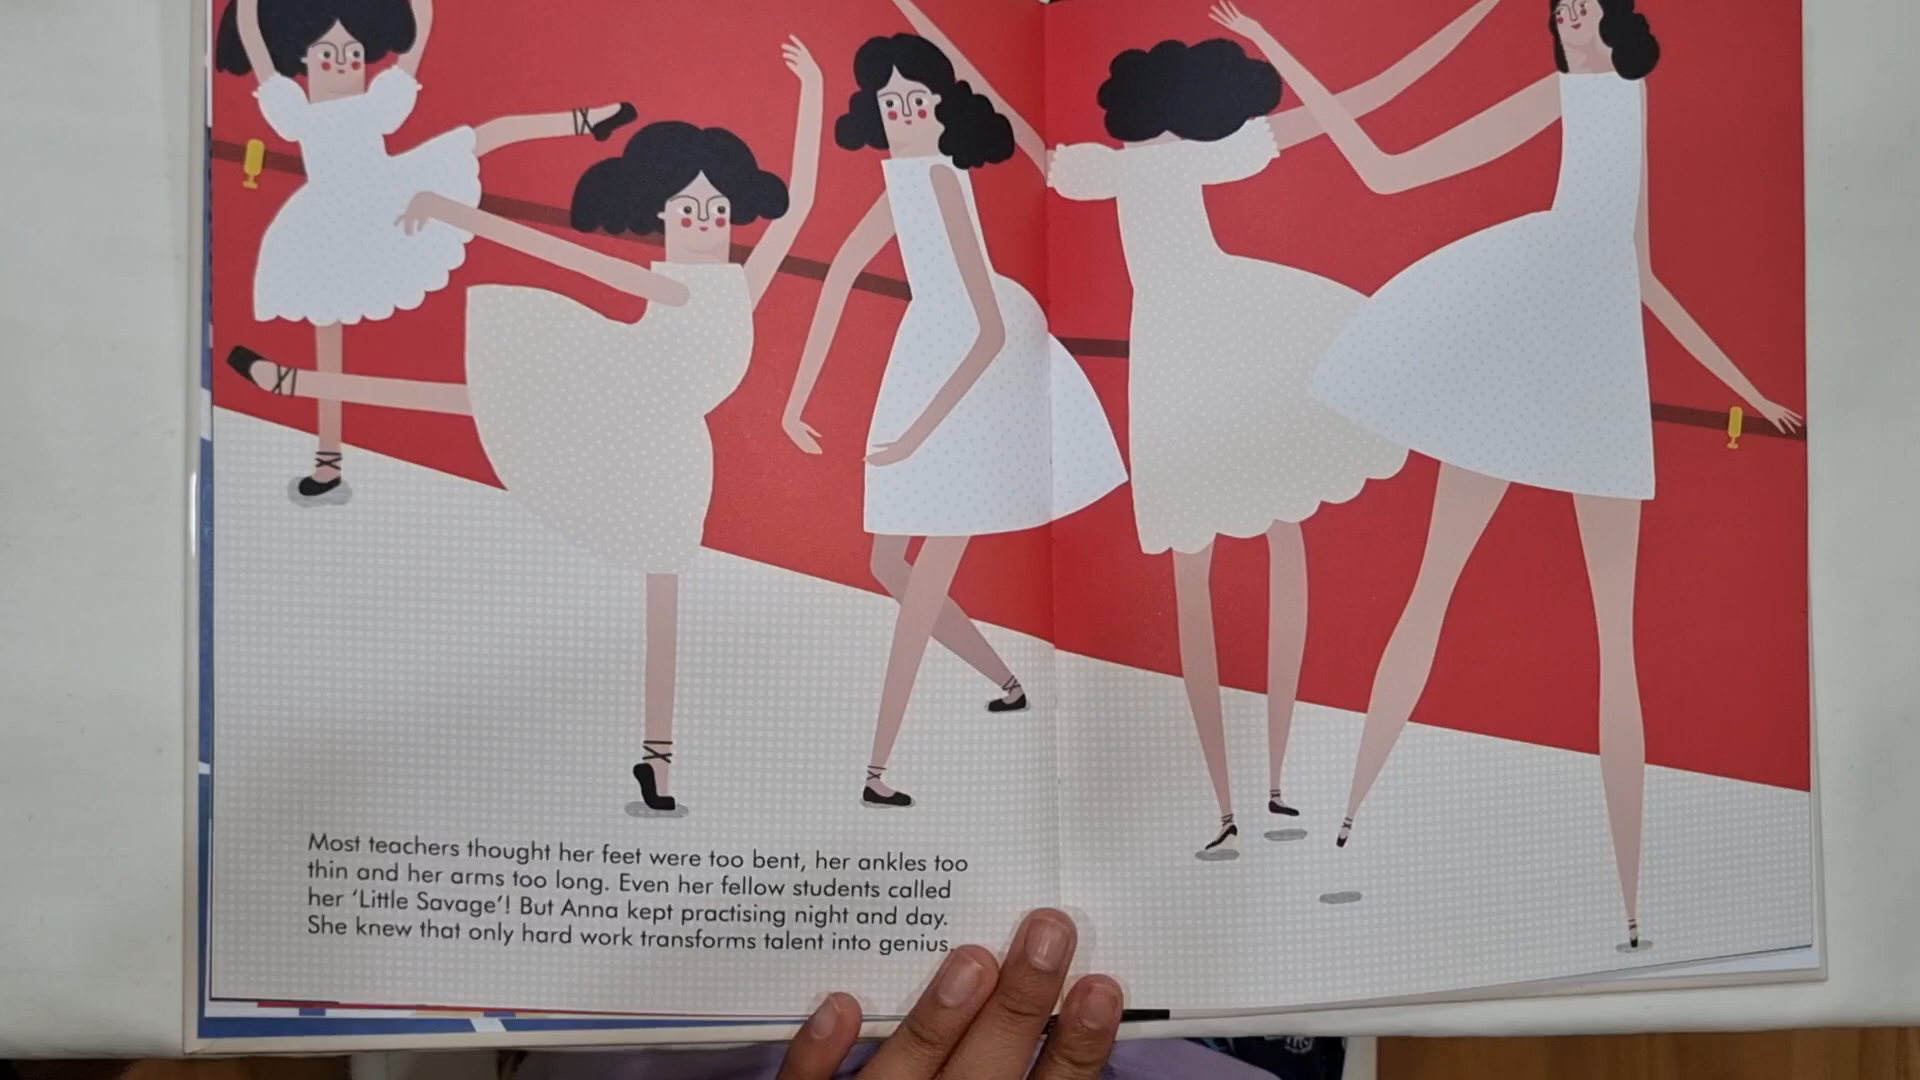 Most teachers thought her feet were too bent, her ankles too
thin and her arms too long. Even her fellow students called
her ‘Little Savage’! But Anna kept practising night and day.
She knew that only hard work transforms talent into genius.